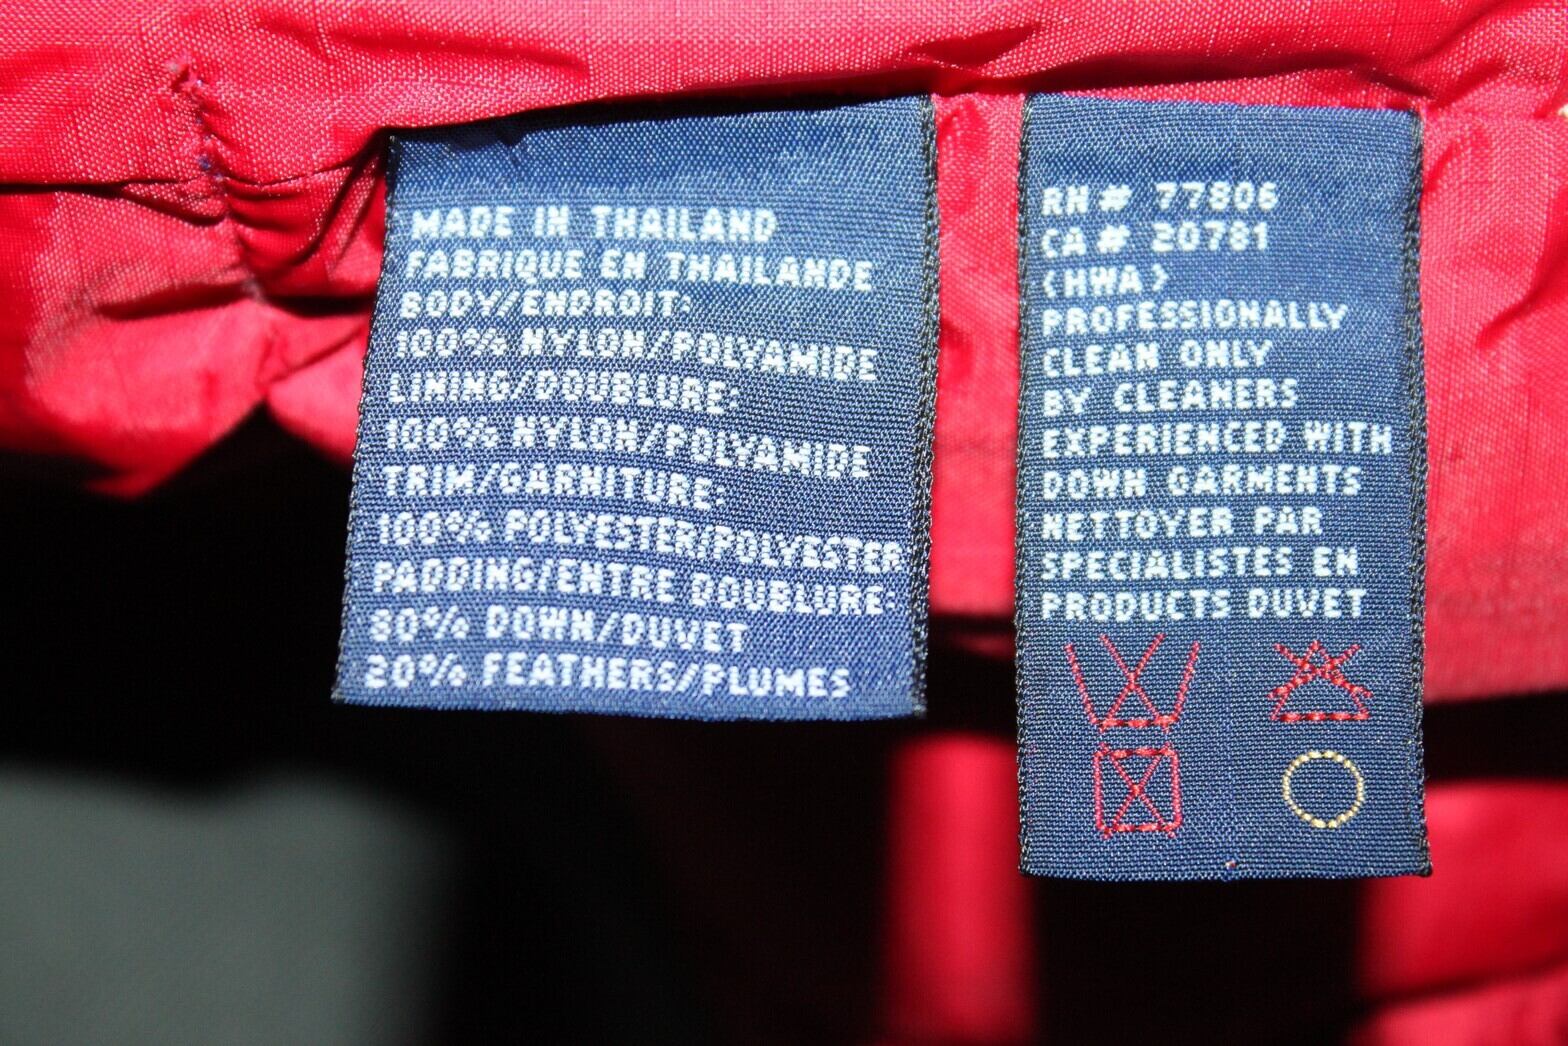 MADE IN THAILAND
FABRIQUE EN THAILANDE
BODY/ENDROIT:
100% NYLON/POLYAMIDE
LINING/DOUBLURE:
100% NYLON/POLYAMIDE
TRIM/GARNITURE:
100% POLYESTER/POLYESTER
PADDING/ENTRE DOUBLURE:
80% DOWN/DUVET
20% FEATHERS/PLUMES
RN # 77806
CA # 20781
(HWA)
PROFESSIONALLY
CLEAN ONLY
BY CLEANERS
EXPERIENCED WITH
DOWN GARMENTS
NETTOYER PAR
SPECIALISTES EN
PRODUCTS DUVET